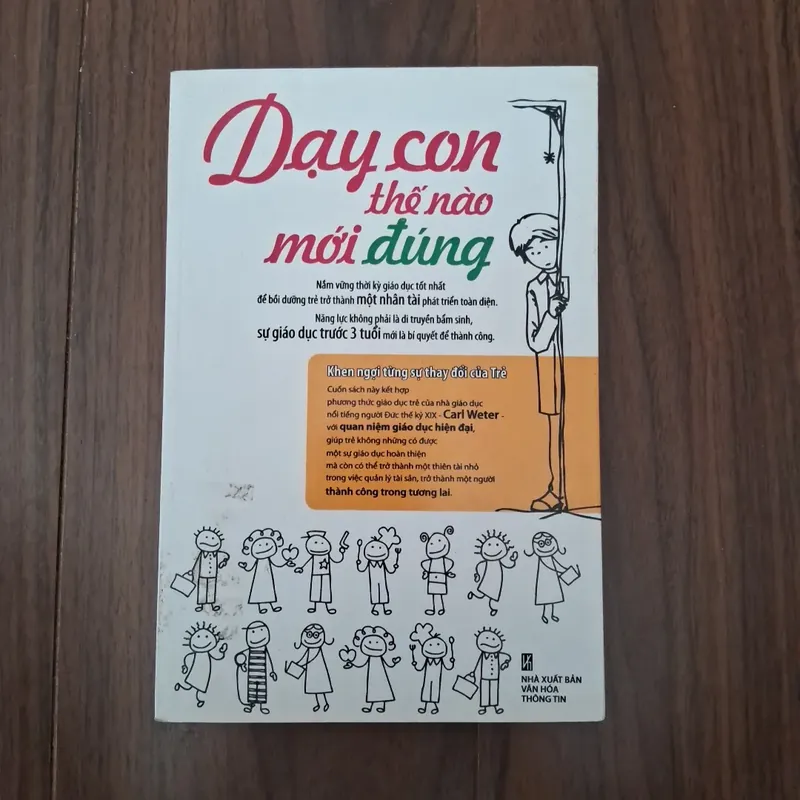 Dạy con
thế nào
mới đúng
Nắm vững thời kỳ giáo dục tốt nhất
để bồi dưỡng trẻ trở thành một nhân tài phát triển toàn diện.
Năng lực không phải là di truyền bẩm sinh,
sự giáo dục trước 3 tuổi mới là bí quyết để thành công.
Khen ngợi từng sự thay đổi của Trẻ
Cuốn sách này kết hợp
phương thức giáo dục trẻ của nhà giáo dục
nổi tiếng người Đức thế kỷ XIX - Carl Weter -
với quan niệm giáo dục hiện đại,
giúp trẻ không những có được
một sự giáo dục hoàn thiện
mà còn có thể trở thành một thiên tài nhỏ
trong việc quản lý tài sản, trở thành một người
thành công trong tương lai.
NHÀ XUẤT BẢN
VĂN HÓA
THÔNG TIN